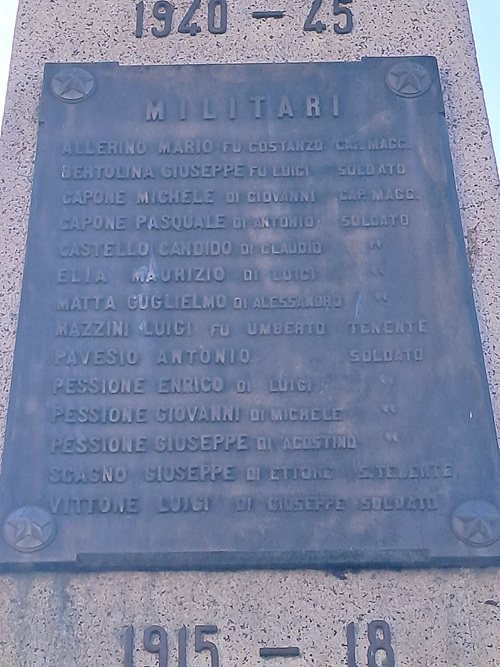 1940 - 45
MILITARI
ALLERINO MARIO FU COSTANZO CAP. MAGG.
BERTOLINA GIUSEPPE FU LUIGI SOLDATO
CAPONE MICHELE DI GIOVANNI CAP. MAGG.
CAPONE PASQUALE DI ANTONIO SOLDATO
CASTELLO CANDIDO DI CLAUDIO "
ELIA MAURIZIO DI LUIGI "
MATTA GUGLIELMO DI ALESSANDRO "
MAZZINI LUIGI FU UMBERTO TENENTE
PAVESIO ANTONIO SOLDATO
PESSIONE ENRICO DI LUIGI "
PESSIONE GIOVANNI DI MICHELE "
PESSIONE GIUSEPPE DI AGOSTINO "
SCAGNO GIUSEPPE DI ETTORE S. TENENTE
VITTONE LUIGI DI GIUSEPPE SOLDATO
1915 - 18